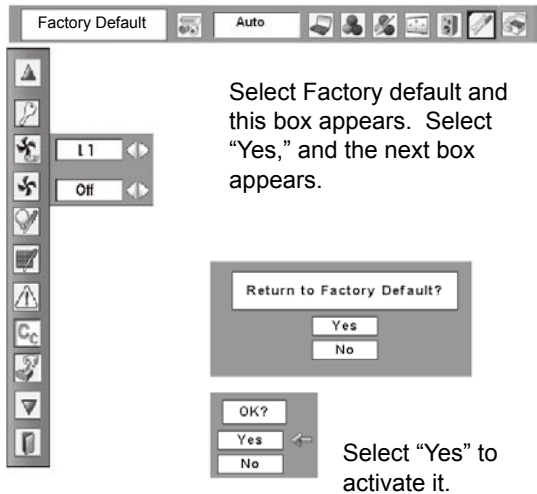 Factory Default Auto
Select Factory default and
this box appears. Select
“Yes,” and the next box
appears.
L1
Off
Cc
Return to Factory Default?
Yes
No
OK?
Yes
No
Select “Yes” to
activate it.